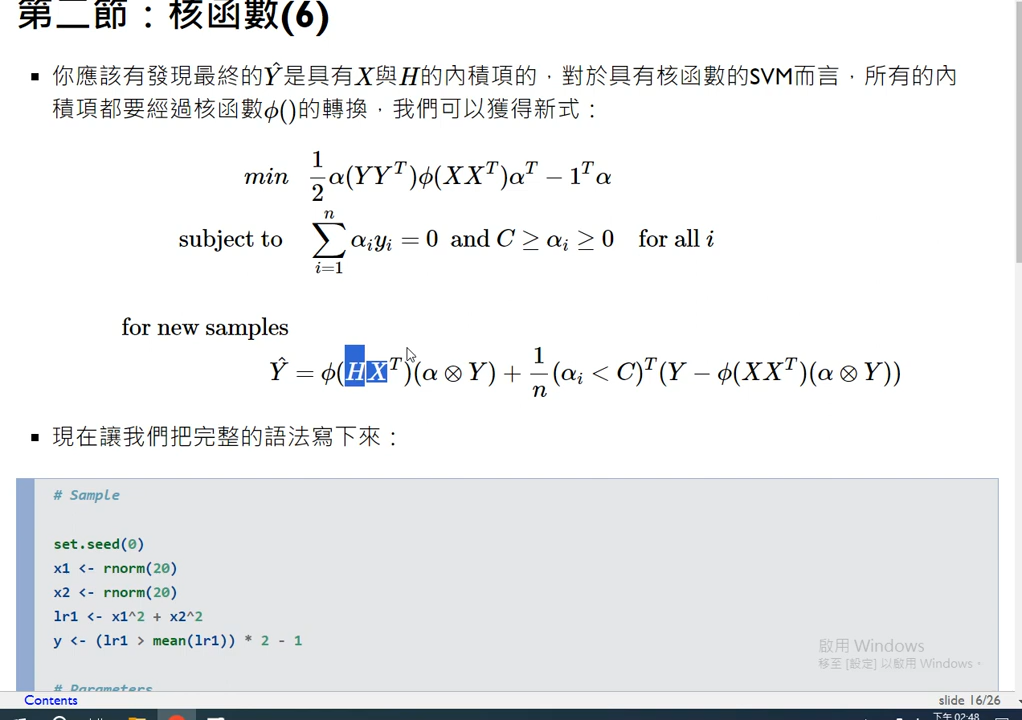 第二節：核函數(6)
你應該有發現最終的Ŷ是具有X與H的內積項的，對於具有核函數的SVM而言，所有的內
積項都要經過核函數ϕ()的轉換，我們可以獲得新式：
min 1/2 α(YY^T)ϕ(XX^T)α^T − 1^T α
subject to ∑_{i=1}^{n} α_i y_i = 0 and C ≥ α_i ≥ 0 for all i
for new samples
Ŷ = ϕ(HX^T)(α ⊗ Y) + 1/n (α_i < C)^T (Y − ϕ(XX^T)(α ⊗ Y))
現在讓我們把完整的語法寫下來：
# Sample
set.seed(0)
x1 <- rnorm(20)
x2 <- rnorm(20)
lr1 <- x1^2 + x2^2
y <- (lr1 > mean(lr1)) * 2 - 1
# Parameters
啟用 Windows
移至 [設定] 以啟用 Windows。
Contents
slide 16/26
下午 02:48